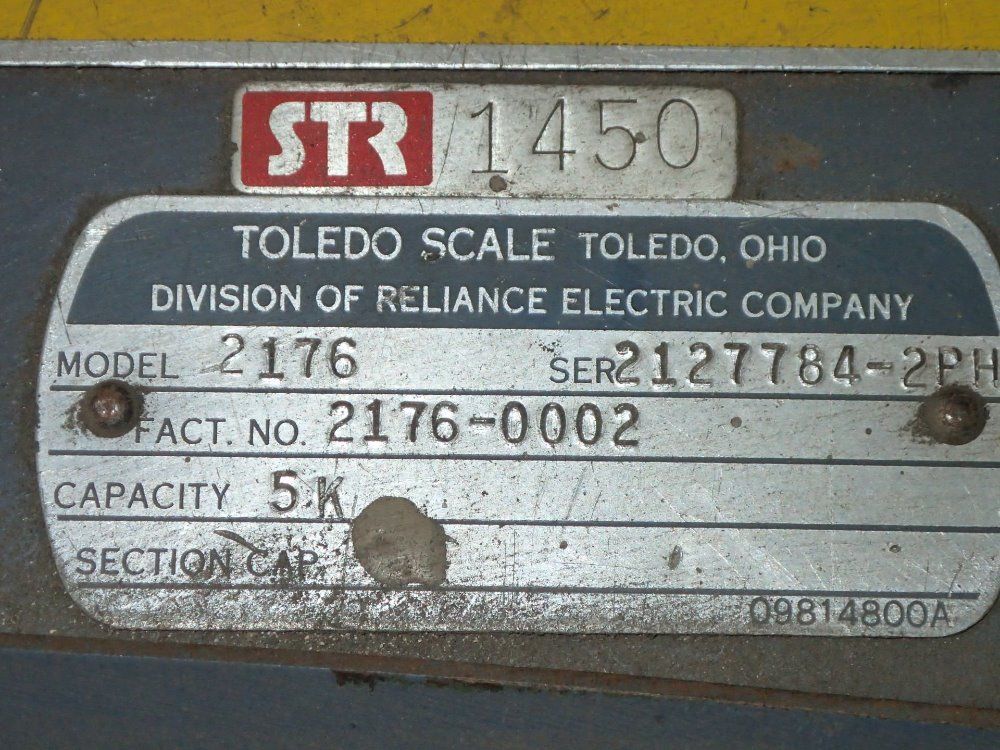 STR 1450
TOLEDO SCALE TOLEDO, OHIO
DIVISION OF RELIANCE ELECTRIC COMPANY
MODEL 2176 SER 2127784-2PH
FACT. NO. 2176-0002
CAPACITY 5 K
SECTION CAP.
09814800A